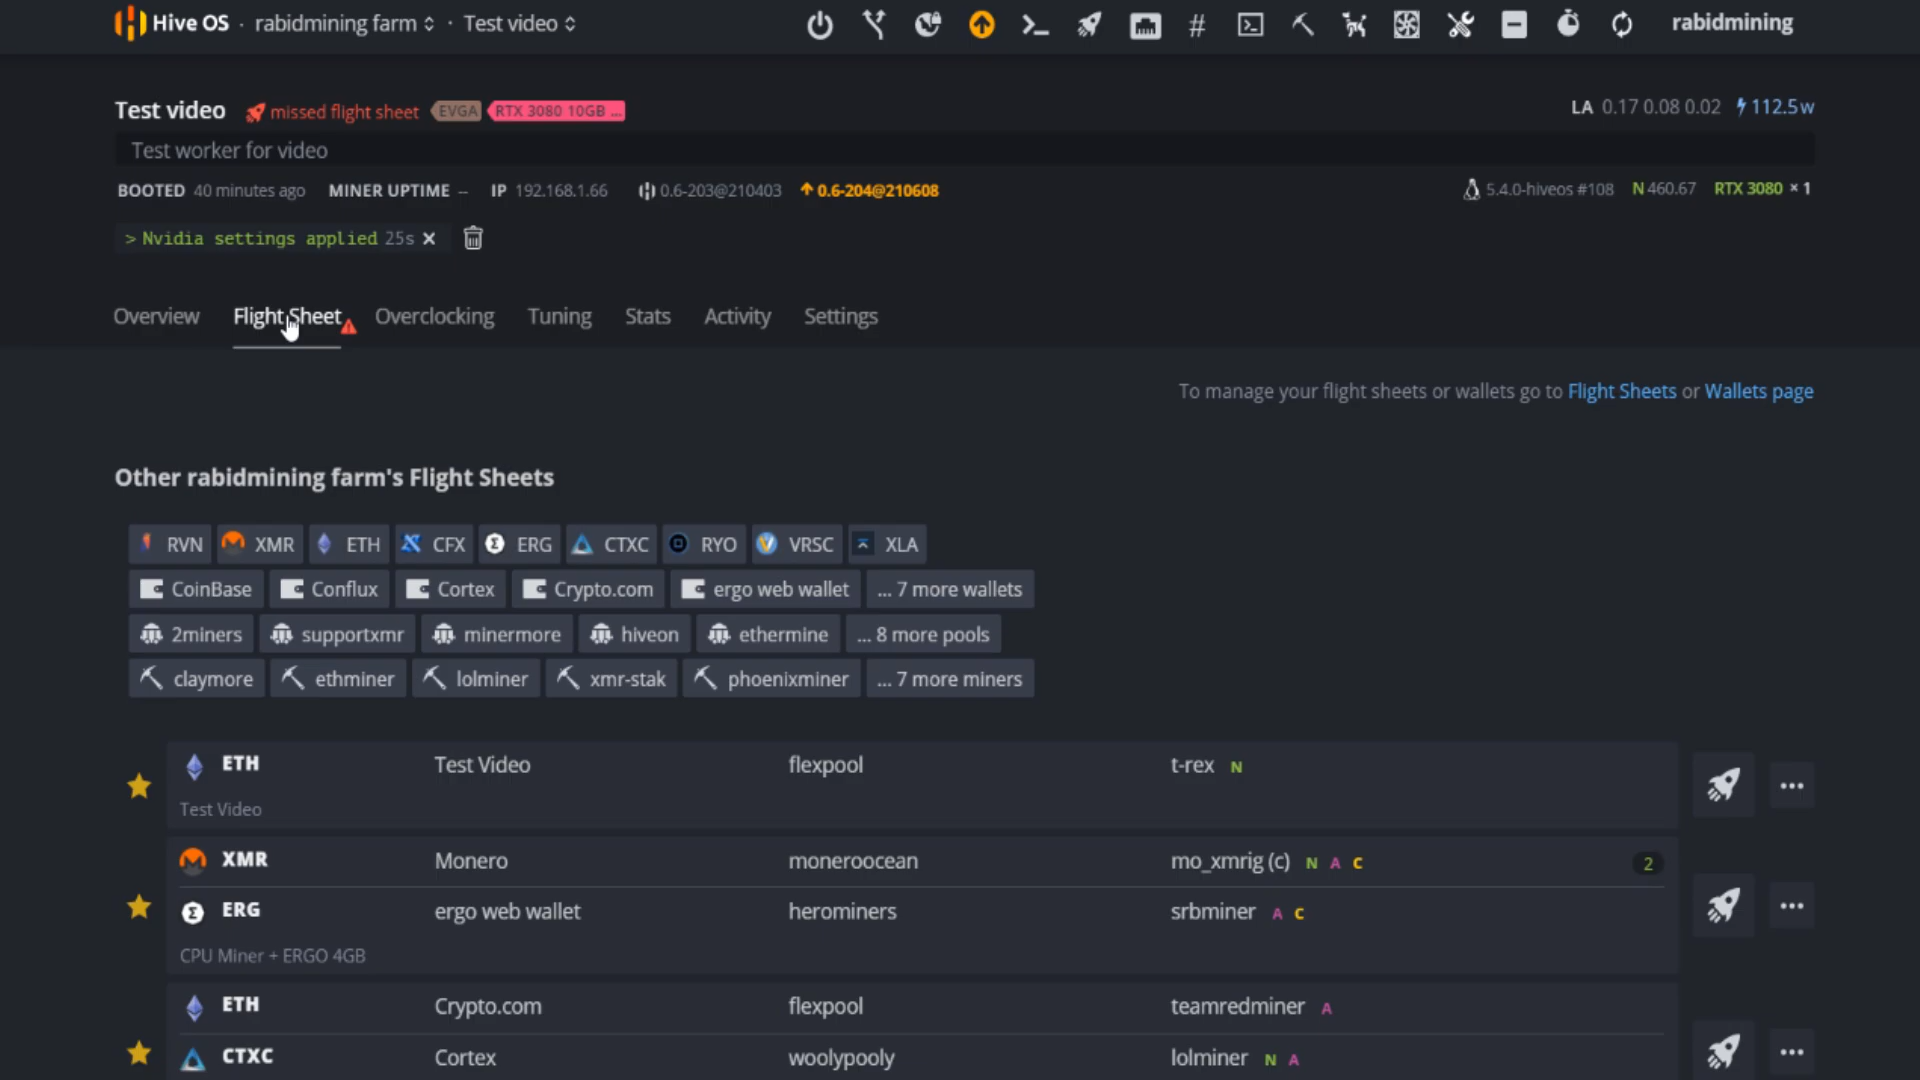 Hive OS · rabidmining farm · Test video # rabidmining
Test video missed flight sheet EVGA RTX 3080 10GB ... LA 0.17 0.08 0.02 112.5w
Test worker for video
BOOTED 40 minutes ago MINER UPTIME -- IP 192.168.1.66 0.6-203@210403 0.6-204@210608 5.4.0-hiveos #108 N 460.67 RTX 3080 × 1
> Nvidia settings applied 25s ×
Overview Flight Sheet Overclocking Tuning Stats Activity Settings
To manage your flight sheets or wallets go to Flight Sheets or Wallets page
Other rabidmining farm's Flight Sheets
RVN XMR ETH CFX ERG CTXC RYO VRSC XLA
CoinBase Conflux Cortex Crypto.com ergo web wallet ... 7 more wallets
2miners supportxmr minermore hiveon ethermine ... 8 more pools
claymore ethminer lolminer xmr-stak phoenixminer ... 7 more miners
ETH Test Video flexpool t-rex N
Test Video
XMR Monero moneroocean mo_xmrig (c) N A C 2
ERG ergo web wallet herominers srbminer A C
CPU Miner + ERGO 4GB
ETH Crypto.com flexpool teamredminer A
CTXC Cortex woolypooly lolminer N A